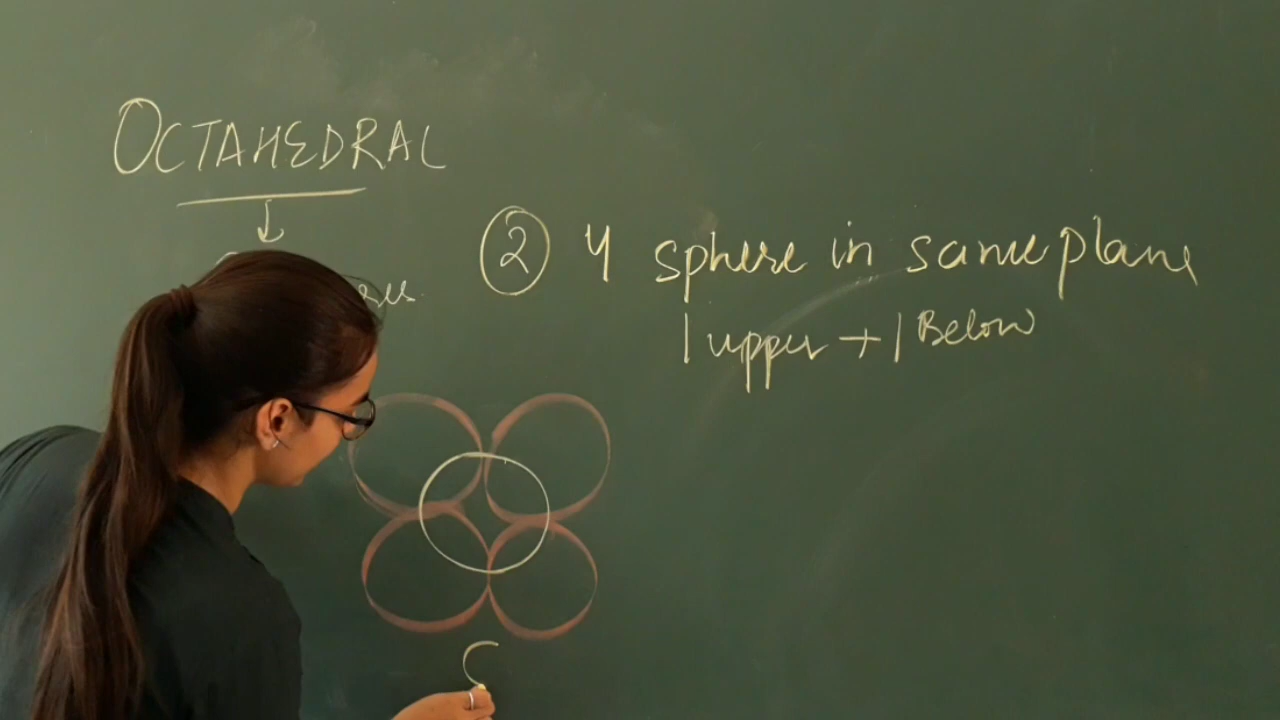 OCTAHEDRAL
② 4 sphere in same plane
1 upper + 1 Below